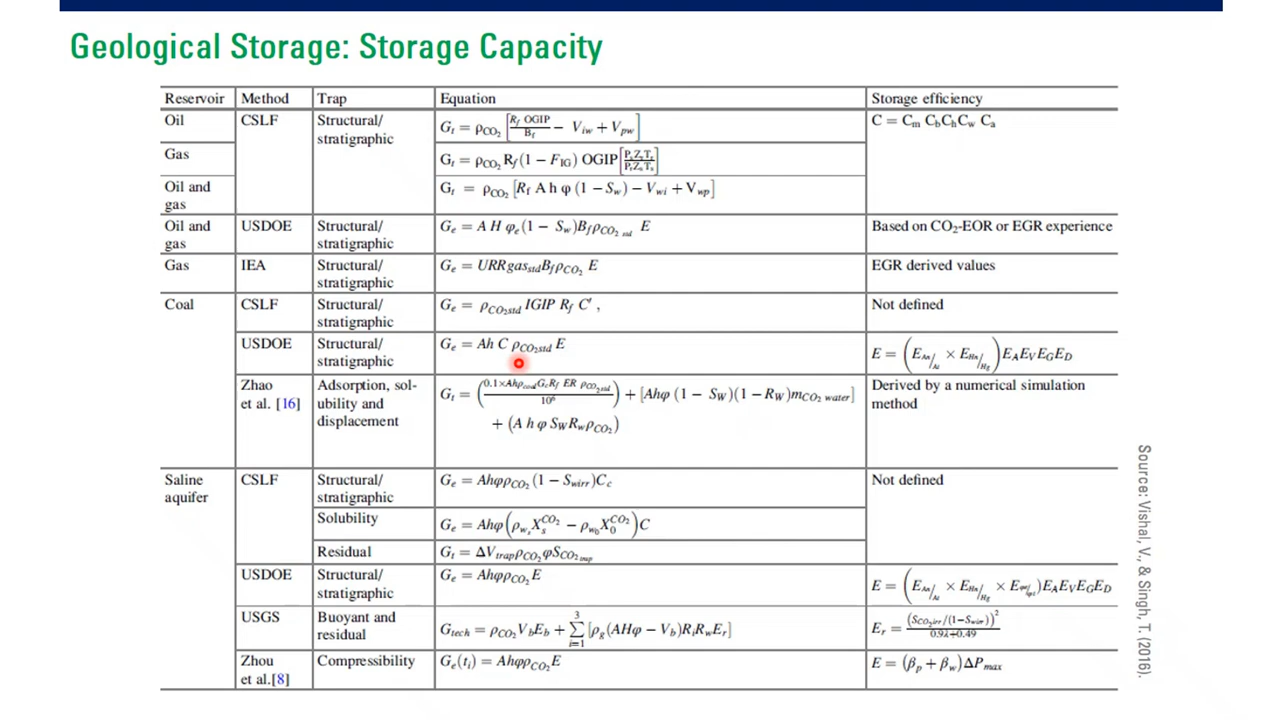 Geological Storage: Storage Capacity
Reservoir Method Trap Equation Storage efficiency
Oil CSLF Structural/ stratigraphic G_t = ρ_CO₂ [R_f OGIP / B_f − V_iw + V_pw] C = C_m C_b C_h C_w C_a
Gas G_t = ρ_CO₂ R_f (1 − F_IG) OGIP [P_s Z_r T_r / P_r Z_s T_s]
Oil and gas G_t = ρ_CO₂ [R_f A h φ (1 − S_w) − V_wi + V_wp]
Oil and gas USDOE Structural/ stratigraphic G_e = A H φ_e (1 − S_w) B_f ρ_CO₂ std E Based on CO₂-EOR or EGR experience
Gas IEA Structural/ stratigraphic G_e = URRgas_std B_f ρ_CO₂ E EGR derived values
Coal CSLF Structural/ stratigraphic G_e = ρ_CO₂std IGIP R_f C′ , Not defined
USDOE Structural/ stratigraphic G_e = Ah C ρ_CO₂std E E = (E_An/At × E_Hn/Hg) E_A E_V E_G E_D
Zhao et al. [16] Adsorption, sol- ubility and displacement G_t = (0.1×Ahρ_coal G_c R_f ER ρ_CO₂std / 10⁶) + [Ahφ (1 − S_W)(1 − R_W) m_CO₂ water] Derived by a numerical simulation method
+ (A h φ S_W R_w ρ_CO₂)
Saline aquifer CSLF Structural/ stratigraphic G_e = Ahφρ_CO₂ (1 − S_wirr) C_c Not defined
Solubility G_e = Ahφ (ρ_ws X_s^CO₂ − ρ_w0 X_0^CO₂) C
Residual G_t = ΔV_trap ρ_CO₂ φ S_CO₂trap
USDOE Structural/ stratigraphic G_e = Ahφρ_CO₂ E E = (E_An/At × E_Hn/Hg × E_φe/φt) E_A E_V E_G E_D
USGS Buoyant and residual G_tech = ρ_CO₂ V_b E_b + ∑_{i=1}^{3} [ρ_g (AHφ − V_b) R_i R_w E_r] E_r = (S_CO₂irr/(1−S_wirr))² / 0.9λ+0.49
Zhou et al.[8] Compressibility G_e(t_i) = Ahφρ_CO₂ E E = (β_p + β_w) ΔP_max
Source: Vishal, V., & Singh, T. (2016).